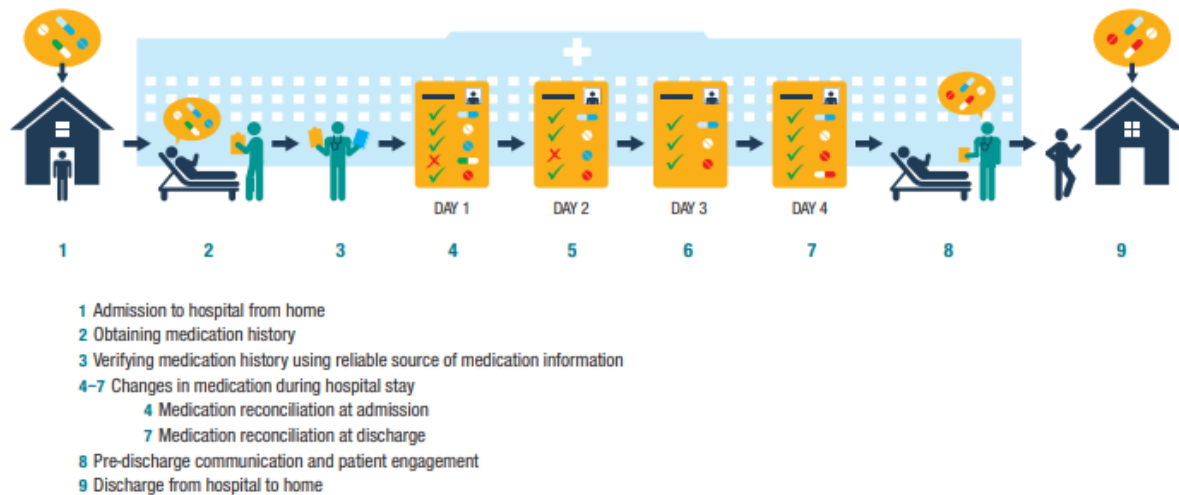 DAY 1 DAY 2 DAY 3 DAY 4
1 2 3 4 5 6 7 8 9
1 Admission to hospital from home
2 Obtaining medication history
3 Verifying medication history using reliable source of medication information
4–7 Changes in medication during hospital stay
4 Medication reconciliation at admission
7 Medication reconciliation at discharge
8 Pre-discharge communication and patient engagement
9 Discharge from hospital to home